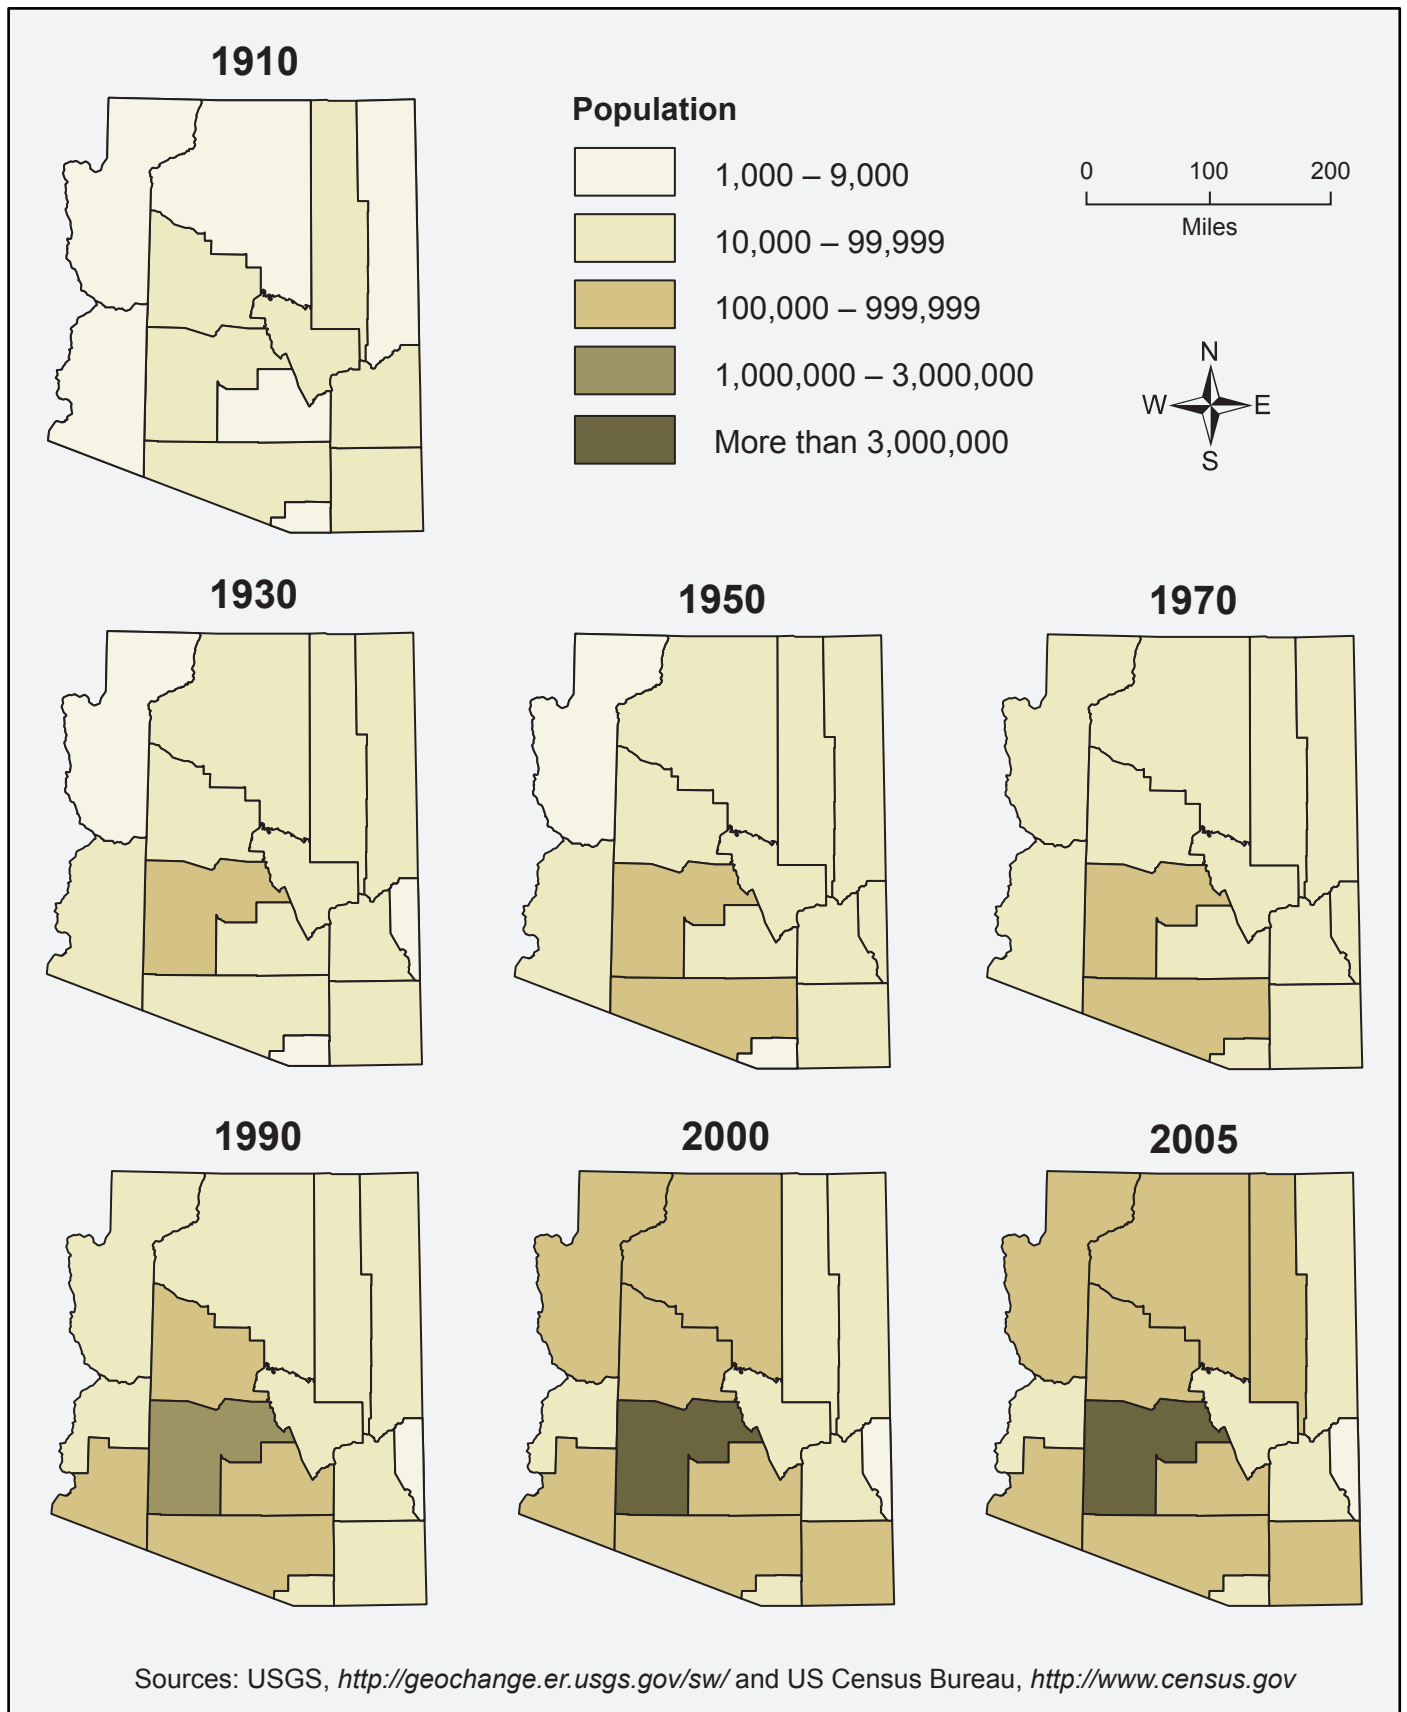 1910
Population
1,000 – 9,000
10,000 – 99,999
100,000 – 999,999
1,000,000 – 3,000,000
More than 3,000,000
0 100 200
Miles
N
W E
S
1930 1950 1970
1990 2000 2005
Sources: USGS, http://geochange.er.usgs.gov/sw/ and US Census Bureau, http://www.census.gov